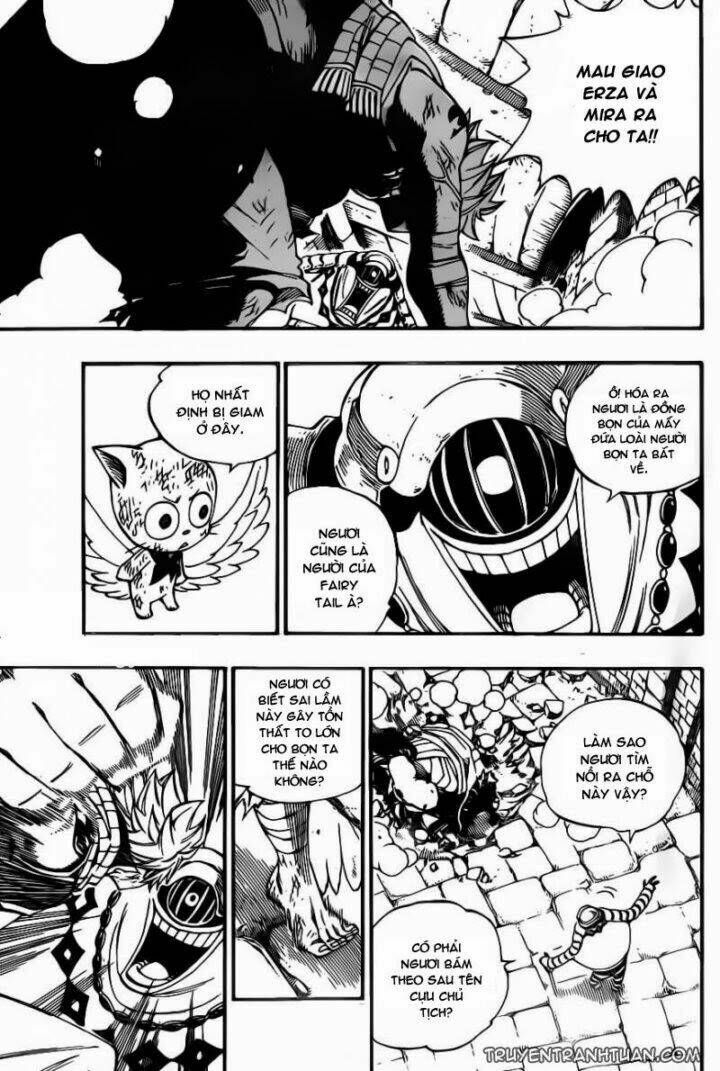 MAU GIAO
ERZA VÀ
MIRA RA
CHO TA!!
Ồ! HÓA RA
NGƯƠI LÀ ĐỒNG
BỌN CỦA MẤY
ĐỨA LOÀI NGƯỜI
BỌN TA BẮT
VỀ.
NGƯƠI
CŨNG LÀ
NGƯỜI CỦA
FAIRY
TAIL À?
HỌ NHẤT
ĐỊNH BỊ GIAM
Ở ĐÂY.
LÀM SAO
NGƯƠI TÌM
NỔI RA CHỖ
NÀY VẬY?
CÓ PHẢI
NGƯƠI BÁM
THEO SAU TÊN
CỰU CHỦ
TỊCH?
NGƯƠI CÓ
BIẾT SAI LẦM
NÀY GÂY TỔN
THẤT TO LỚN
CHO BỌN TA
THẾ NÀO
KHÔNG?
TRUYENTRANHTUAN.COM